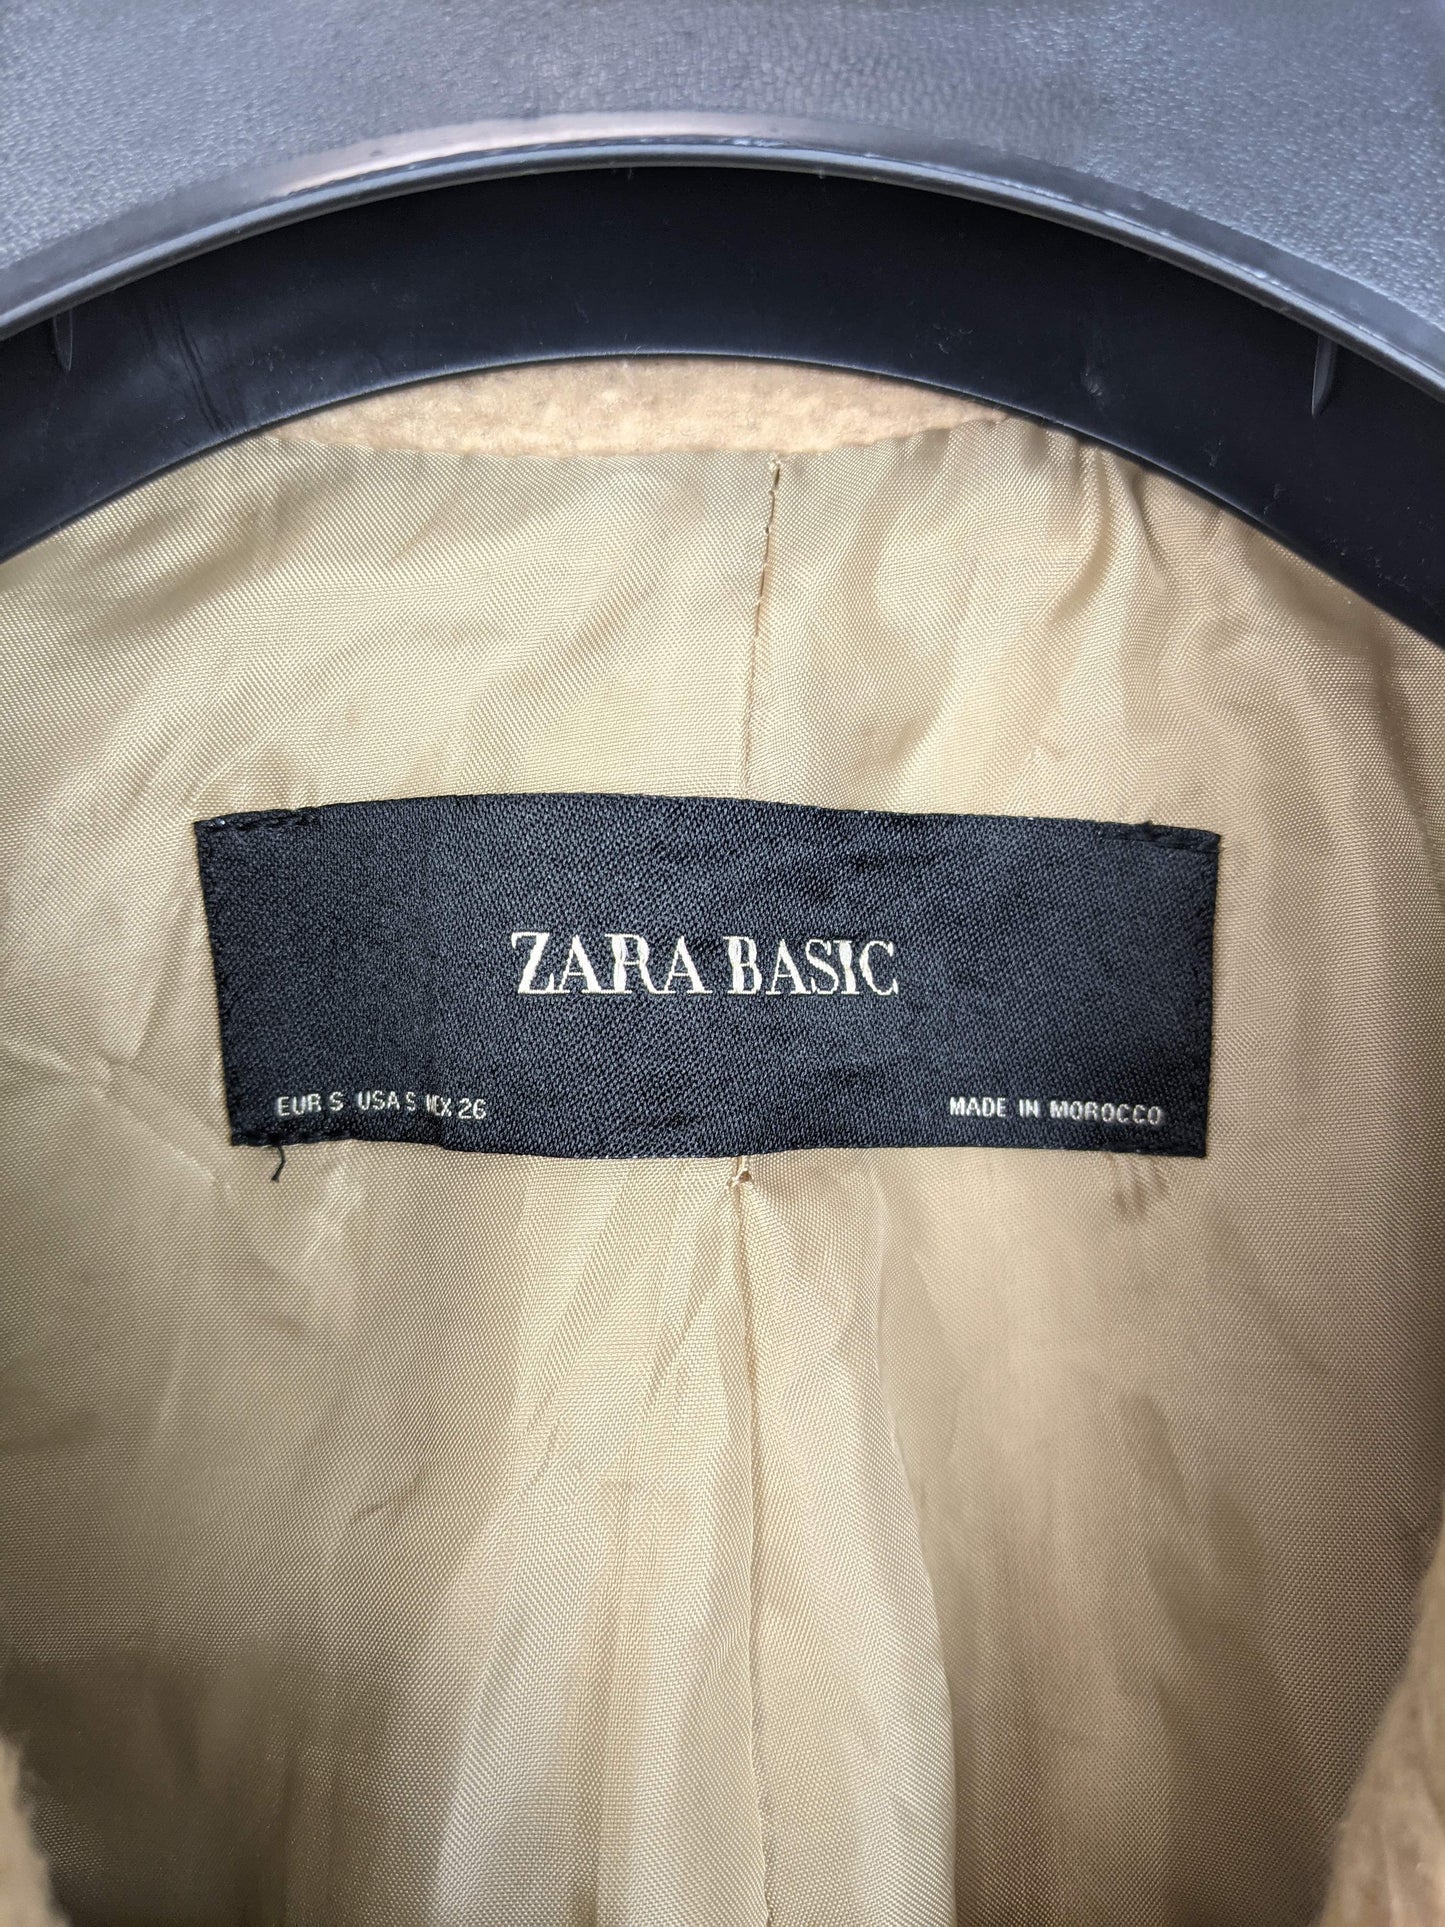 ZARA BASIC
EUR S USA S MEX 26
MADE IN MOROCCO